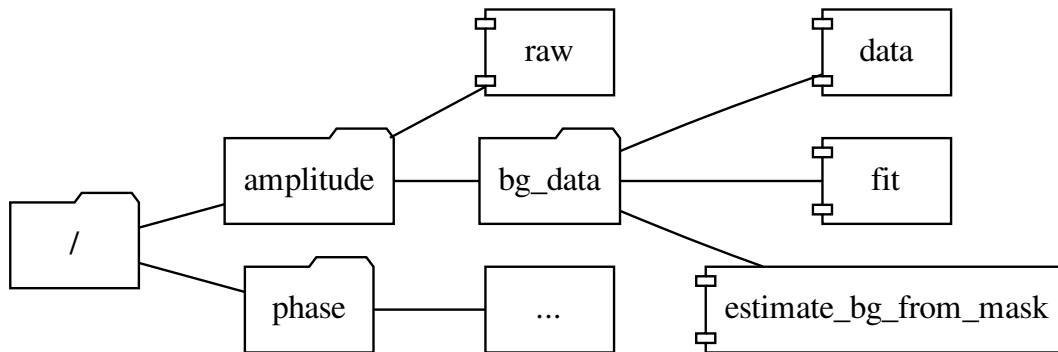 raw
data
amplitude
bg_data
fit
/
phase
...
estimate_bg_from_mask